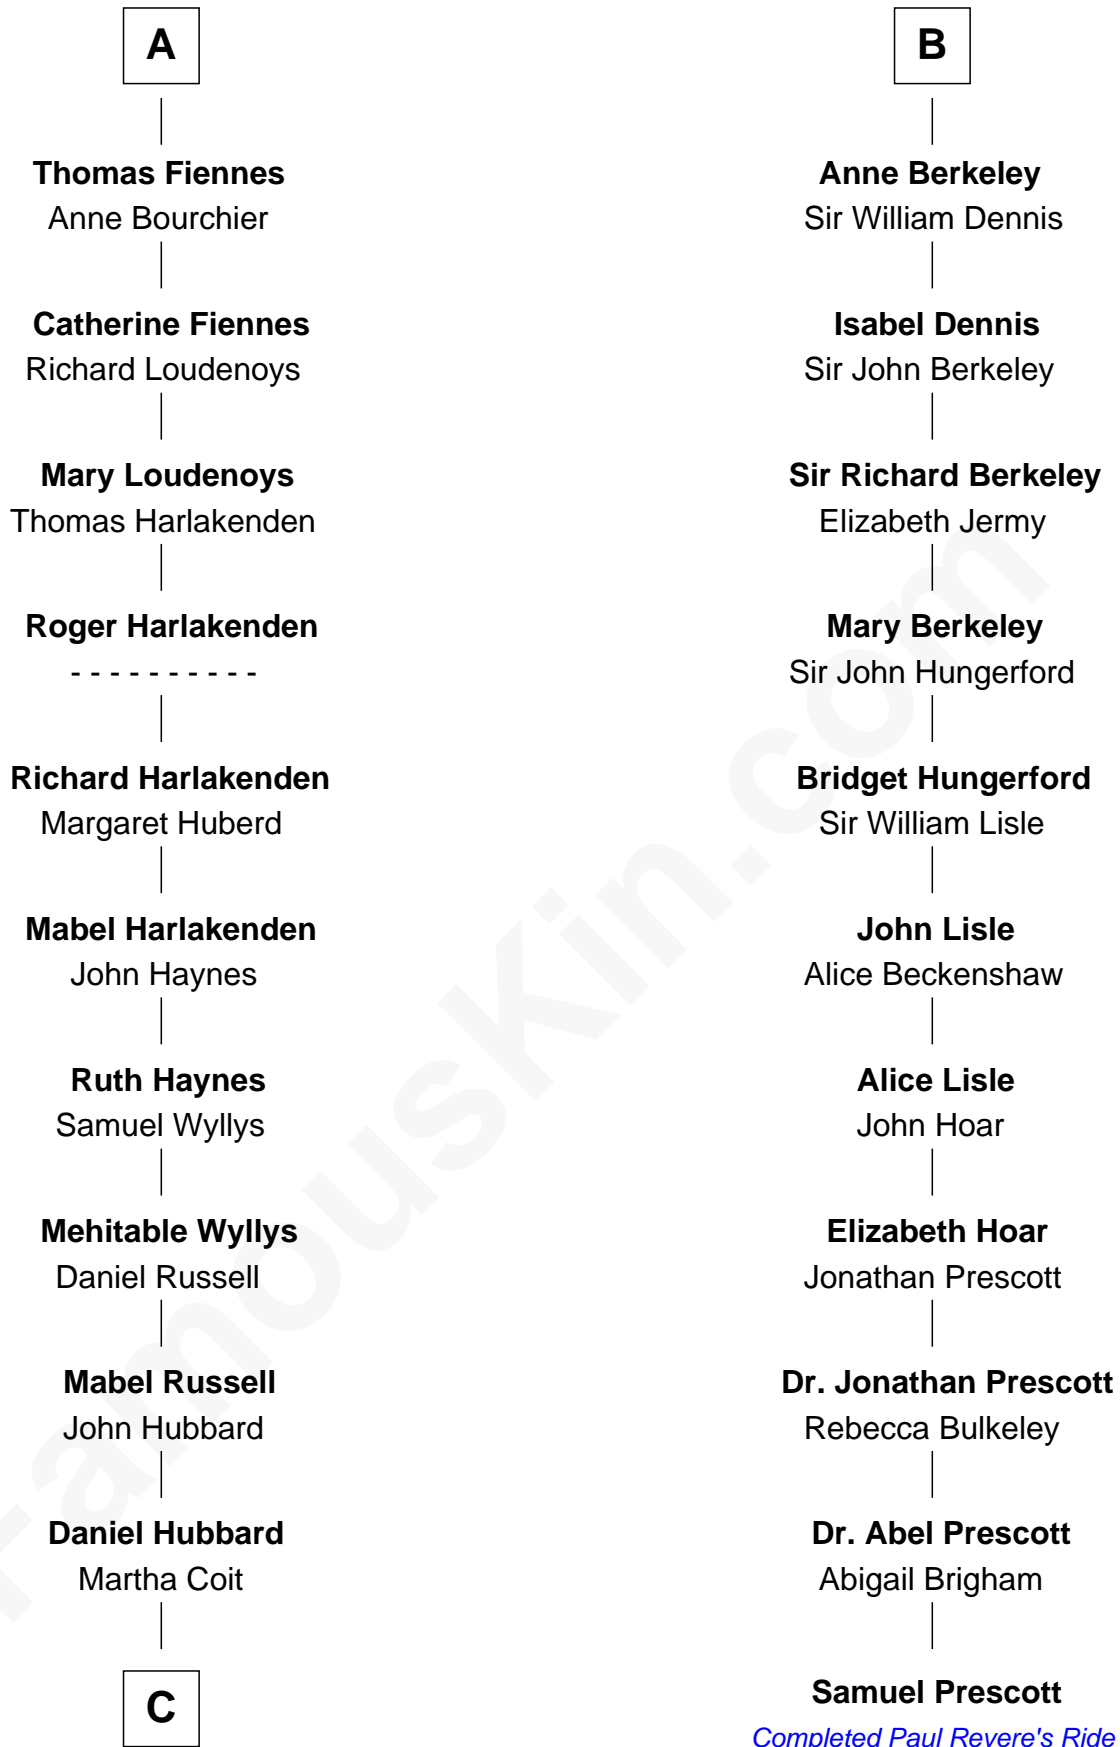 A
Thomas Fiennes
Anne Bourchier
Catherine Fiennes
Richard Loudenoys
Mary Loudenoys
Thomas Harlakenden
Roger Harlakenden
- - - - - - - - - -
Richard Harlakenden
Margaret Huberd
Mabel Harlakenden
John Haynes
Ruth Haynes
Samuel Wyllys
Mehitable Wyllys
Daniel Russell
Mabel Russell
John Hubbard
Daniel Hubbard
Martha Coit
C
B
Anne Berkeley
Sir William Dennis
Isabel Dennis
Sir John Berkeley
Sir Richard Berkeley
Elizabeth Jermy
Mary Berkeley
Sir John Hungerford
Bridget Hungerford
Sir William Lisle
John Lisle
Alice Beckenshaw
Alice Lisle
John Hoar
Elizabeth Hoar
Jonathan Prescott
Dr. Jonathan Prescott
Rebecca Bulkeley
Dr. Abel Prescott
Abigail Brigham
Samuel Prescott
Completed Paul Revere's Ride
FamousKin.com